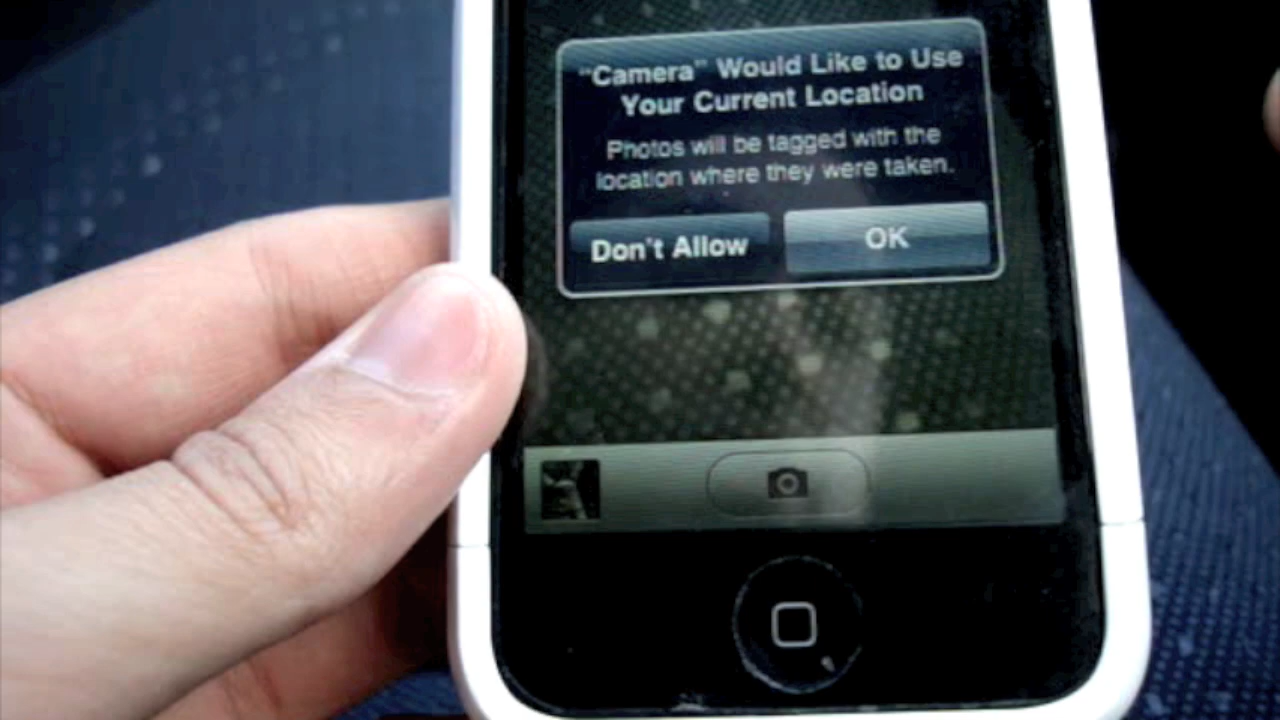 "Camera" Would Like to Use
Your Current Location
Photos will be tagged with the
location where they were taken.
Don't Allow
OK